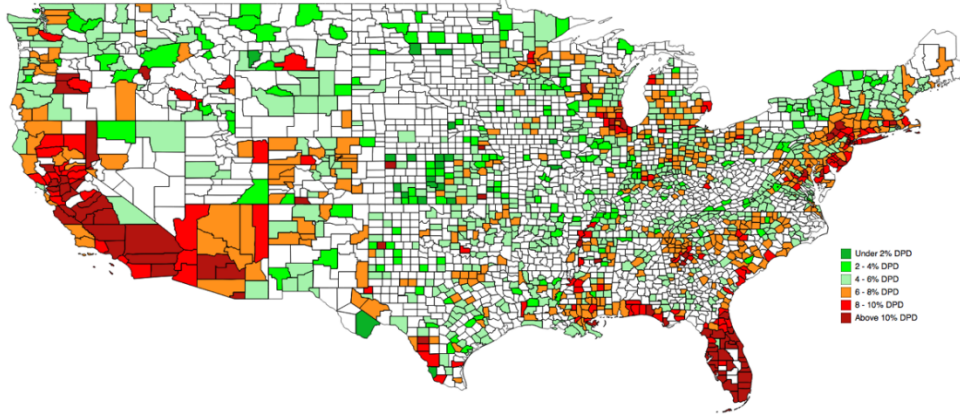 Under 2% DPD
2 - 4% DPD
4 - 6% DPD
6 - 8% DPD
8 - 10% DPD
Above 10% DPD